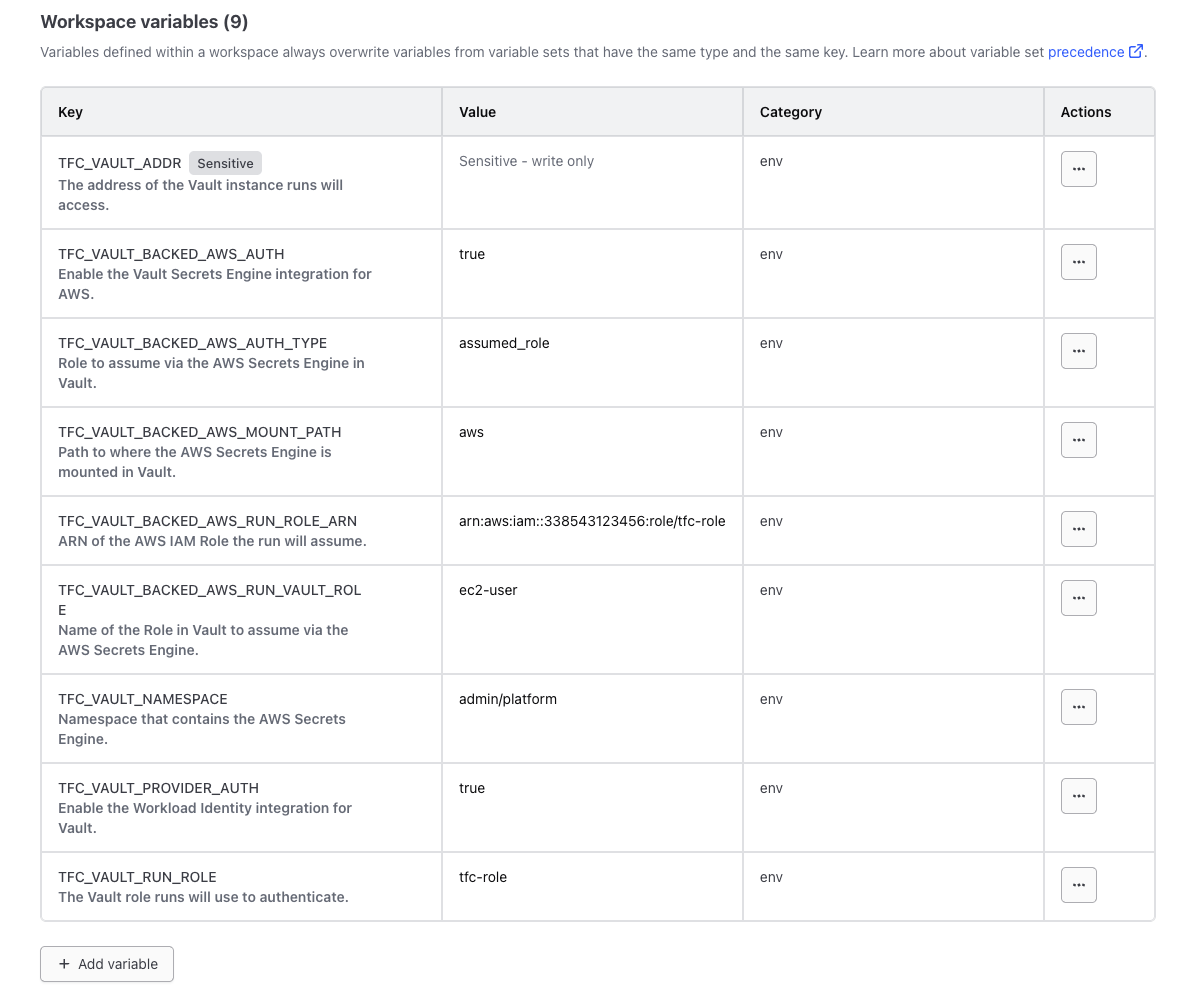 Workspace variables (9)
Variables defined within a workspace always overwrite variables from variable sets that have the same type and the same key. Learn more about variable set precedence.
Key Value Category Actions
TFC_VAULT_ADDR Sensitive Sensitive - write only env
The address of the Vault instance runs will
access.
TFC_VAULT_BACKED_AWS_AUTH true env
Enable the Vault Secrets Engine integration for
AWS.
TFC_VAULT_BACKED_AWS_AUTH_TYPE assumed_role env
Role to assume via the AWS Secrets Engine in
Vault.
TFC_VAULT_BACKED_AWS_MOUNT_PATH aws env
Path to where the AWS Secrets Engine is
mounted in Vault.
TFC_VAULT_BACKED_AWS_RUN_ROLE_ARN arn:aws:iam::338543123456:role/tfc-role env
ARN of the AWS IAM Role the run will assume.
TFC_VAULT_BACKED_AWS_RUN_VAULT_ROL ec2-user env
E
Name of the Role in Vault to assume via the
AWS Secrets Engine.
TFC_VAULT_NAMESPACE admin/platform env
Namespace that contains the AWS Secrets
Engine.
TFC_VAULT_PROVIDER_AUTH true env
Enable the Workload Identity integration for
Vault.
TFC_VAULT_RUN_ROLE tfc-role env
The Vault role runs will use to authenticate.
+ Add variable